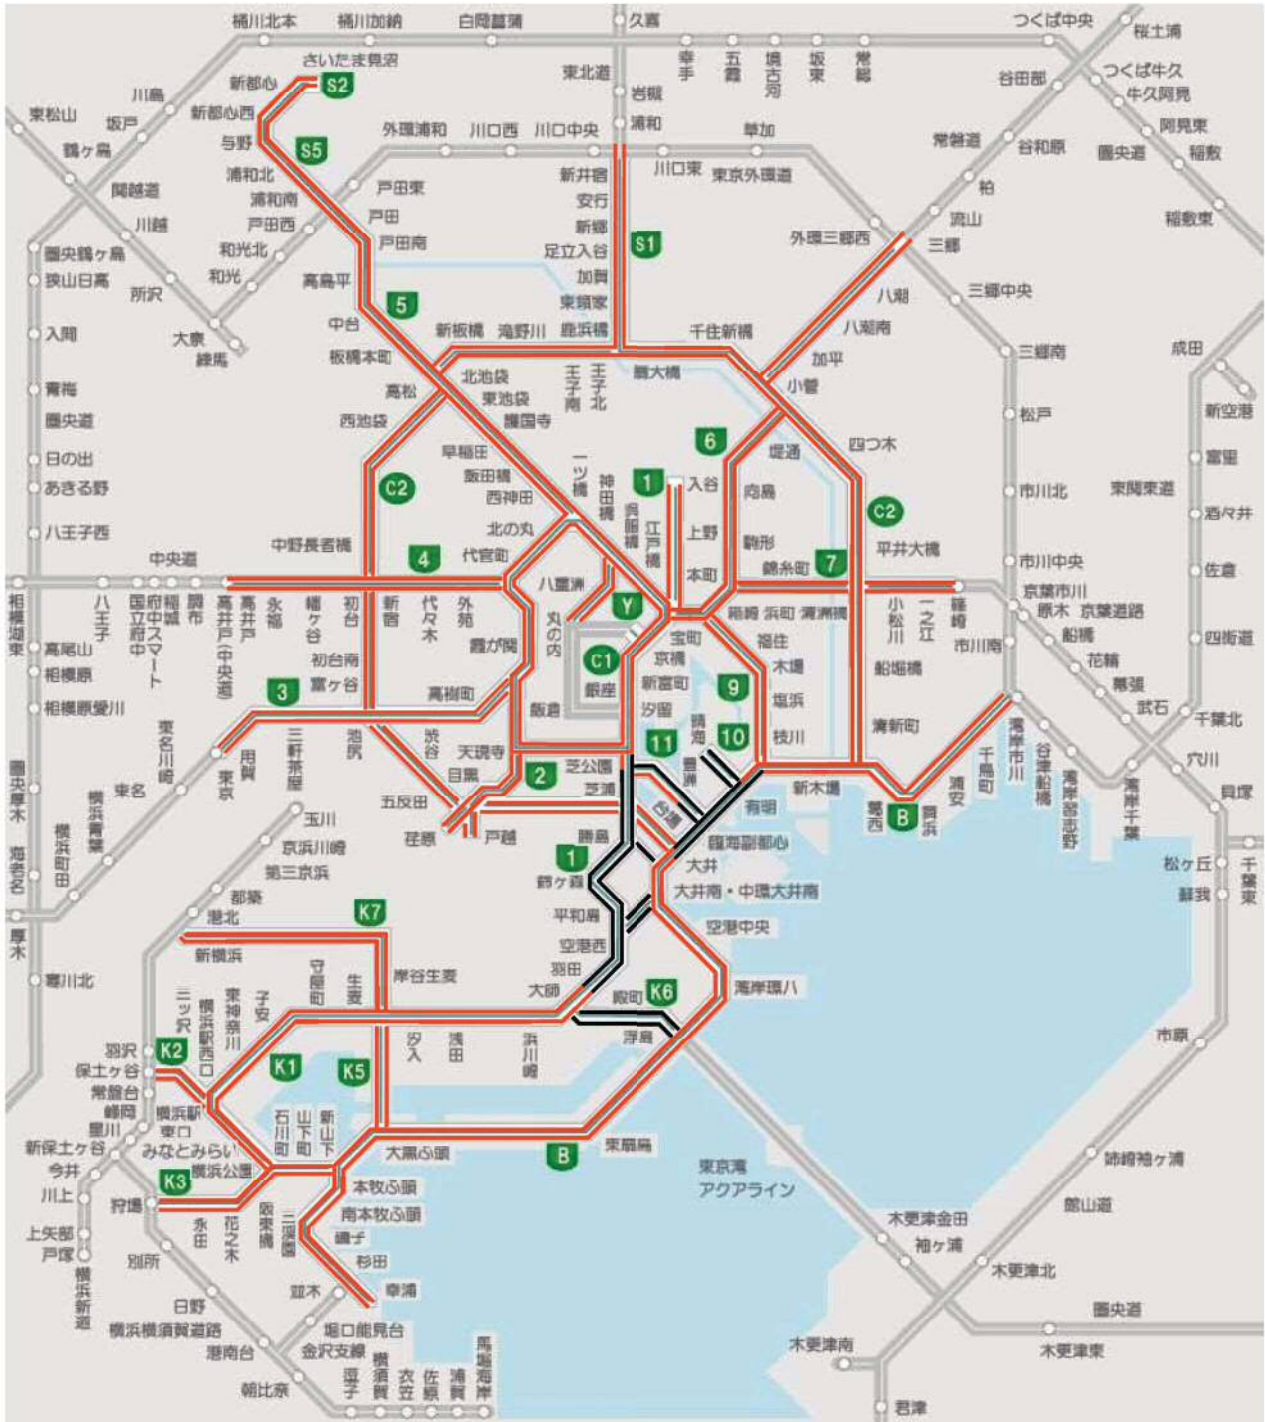 桶川北本
桶川加納
白岡菖蒲
久喜
つくば中央
桜土浦
幸手
五霞
境古河
坂東
常総
さいたま見沼
新都心
S2
東北道
谷田部
つくば牛久
牛久阿見
川島
新都心西
岩槻
東松山
坂戸
与野
S5
外環浦和
川口西
川口中央
浦和
草加
常磐道
谷和原
阿見東
圏央道
稲敷
鶴ヶ島
関越道
浦和北
浦和南
戸田東
新井宿
川口東
東京外環道
柏
安行
川越
戸田西
戸田
新郷
流山
稲敷東
戸田南
足立入谷
S1
外環三郷西
三郷
圏央鶴ヶ島
和光北
和光
加賀
狭山日高
高島平
八潮
三郷中央
所沢
5
東領家
中台
新板橋
滝野川
鹿浜橋
千住新橋
八潮南
入間
大泉
練馬
板橋本町
加平
三郷南
成田
北池袋
王子南
王子北
扇大橋
小菅
青梅
高松
東池袋
新空港
圏央道
西池袋
護国寺
松戸
早稲田
6
堤通
四つ木
日の出
飯田橋
一ツ橋
富里
あきる野
C2
西神田
神田橋
1
入谷
向島
市川北
東関東道
八王子西
北の丸
呉服橋
江戸橋
上野
C2
酒々井
中野長者橋
駒形
平井大橋
中央道
4
代官町
八重洲
本町
錦糸町
7
市川中央
佐倉
京葉市川
相模湖東
八王子
国立府中
府中スマート
稲城
調布
高井戸(中央道)
高井戸
永福
幡ヶ谷
初台
新宿
代々木
外苑
Y
丸の内
箱崎
浜町
清洲橋
小松川
一之江
篠崎
原木
京葉道路
高尾山
霞が関
宝町
福住
船橋
四街道
初台南
C1
京橋
木場
船堀橋
市川南
花輪
相模原
富ヶ谷
高樹町
銀座
新富町
9
塩浜
幕張
相模原愛川
3
飯倉
汐留
清新町
武石
千葉北
東名川崎
三軒茶屋
池尻
渋谷
天現寺
11
晴海
10
枝川
用賀
東京
目黒
2
芝公園
豊洲
千鳥町
湾岸市川
谷津船橋
湾岸習志野
湾岸千葉
穴川
圏央厚木
東名
五反田
芝浦
台場
有明
新木場
葛西
B
舞浜
浦安
貝塚
横浜青葉
玉川
荏原
戸越
勝島
臨海副都心
京浜川崎
1
大井
横浜町田
海老名
第三京浜
鈴ヶ森
大井南・中環大井南
松ヶ丘
千葉東
都築
蘇我
港北
K7
平和島
空港中央
厚木
新横浜
空港西
寒川北
守屋町
生麦
岸谷生麦
羽田
湾岸環八
三ッ沢
横浜駅西口
東神奈川
子安
大師
殿町
K6
市原
羽沢
K2
汐入
浅田
浜川崎
浮島
保土ヶ谷
K1
K5
常盤台
峰岡
横浜駅東口
石川町
山下町
新山下
星川
新保土ヶ谷
みなとみらい
大黒ふ頭
B
東扇島
姉崎袖ヶ浦
今井
K3
横浜公園
東京湾アクアライン
川上
狩場
本牧ふ頭
館山道
永田
花之木
阪東橋
三渓園
南本牧ふ頭
木更津金田
上矢部
磯子
袖ヶ浦
戸塚
別所
杉田
木更津北
横浜新道
日野
並木
幸浦
圏央道
横浜横須賀道路
堀口能見台
木更津南
木更津東
港南台
金沢支線
朝比奈
逗子
横須賀
衣笠
佐原
浦賀
馬堀海岸
君津